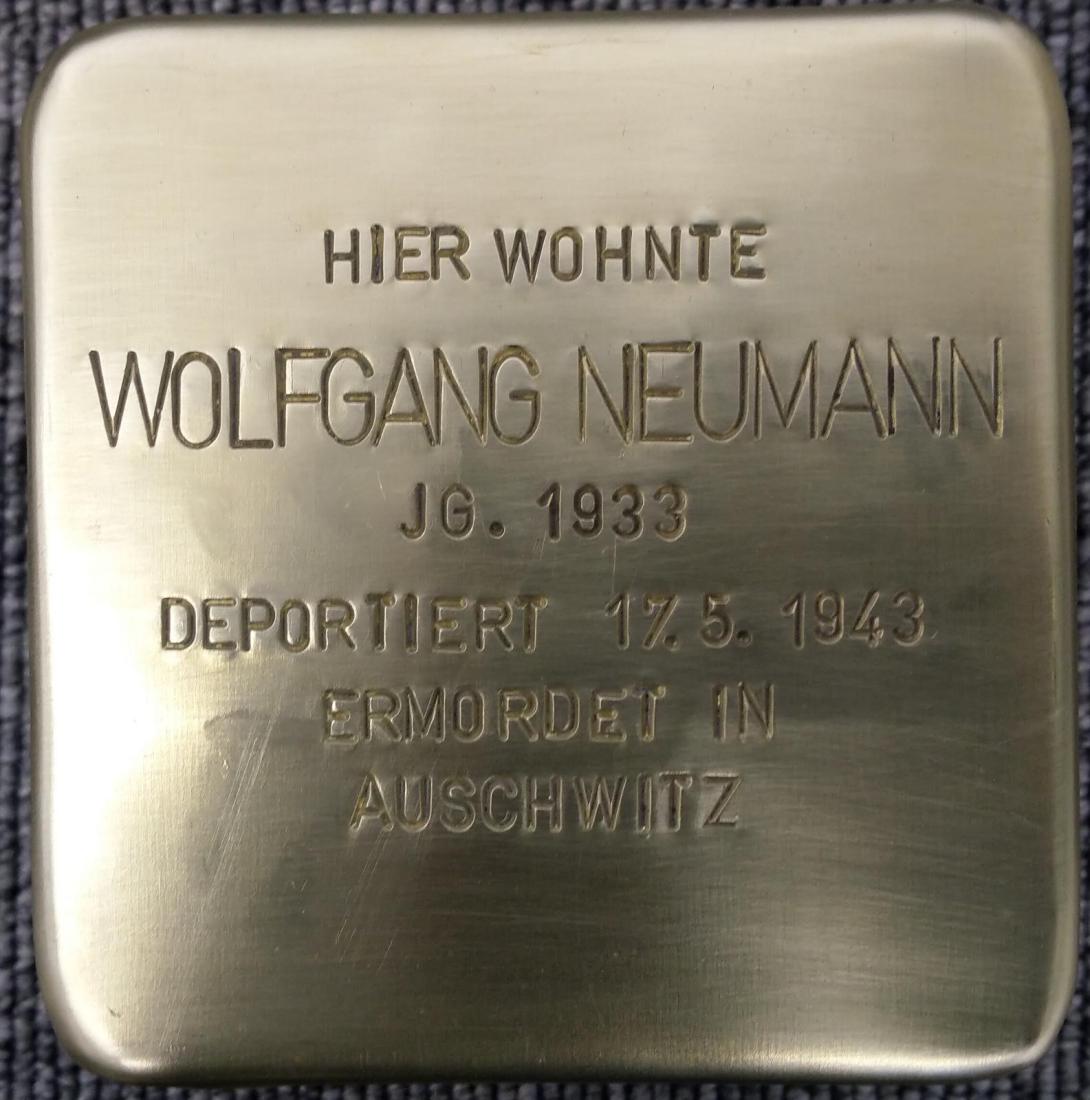 HIER WOHNTE
WOLFGANG NEUMANN
JG. 1933
DEPORTIERT 17.5.1943
ERMORDET IN
AUSCHWITZ